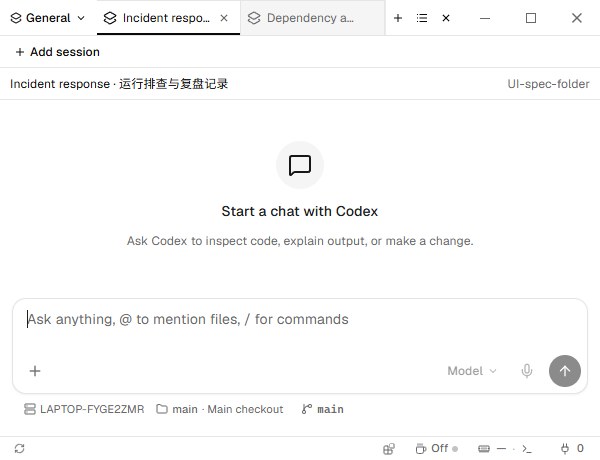 General
Incident respo...
Dependency a...
Add session
Incident response · 运行排查与复盘记录
UI-spec-folder
Start a chat with Codex
Ask Codex to inspect code, explain output, or make a change.
Ask anything, @ to mention files, / for commands
Model
LAPTOP-FYGE2ZMR
main · Main checkout
main
Off
— ·
0